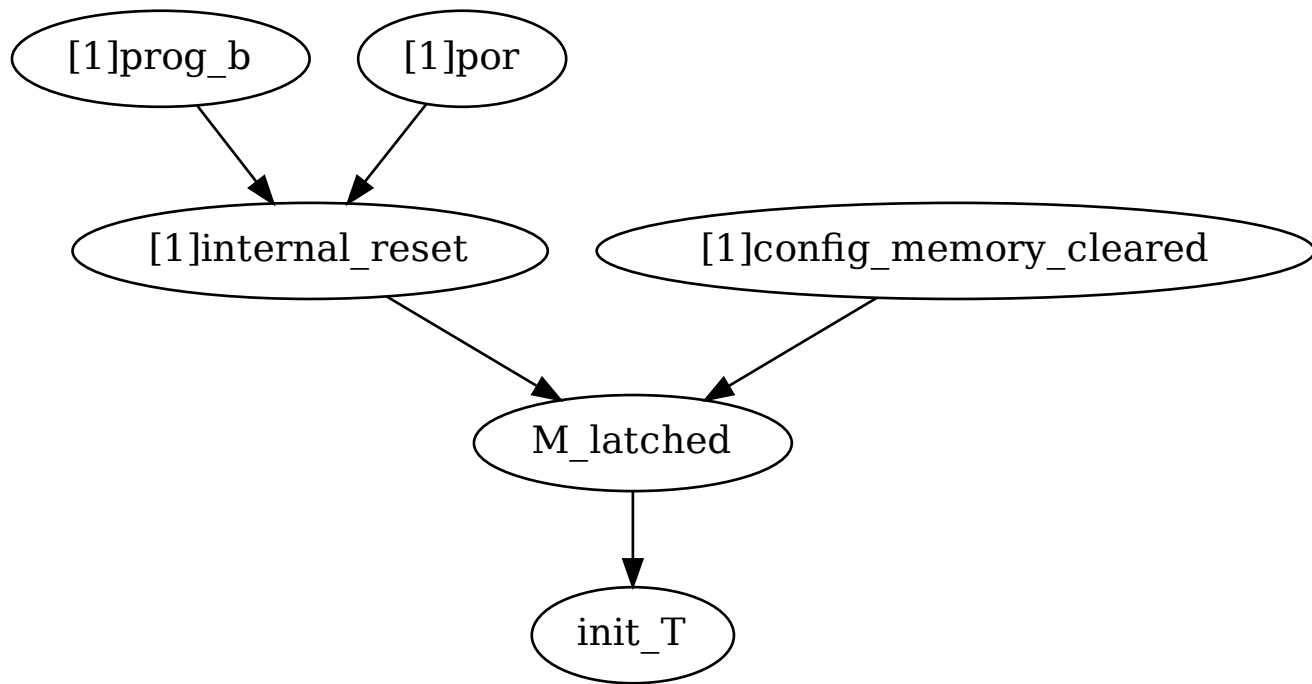 [1]prog_b
[1]por
[1]internal_reset
[1]config_memory_cleared
M_latched
init_T